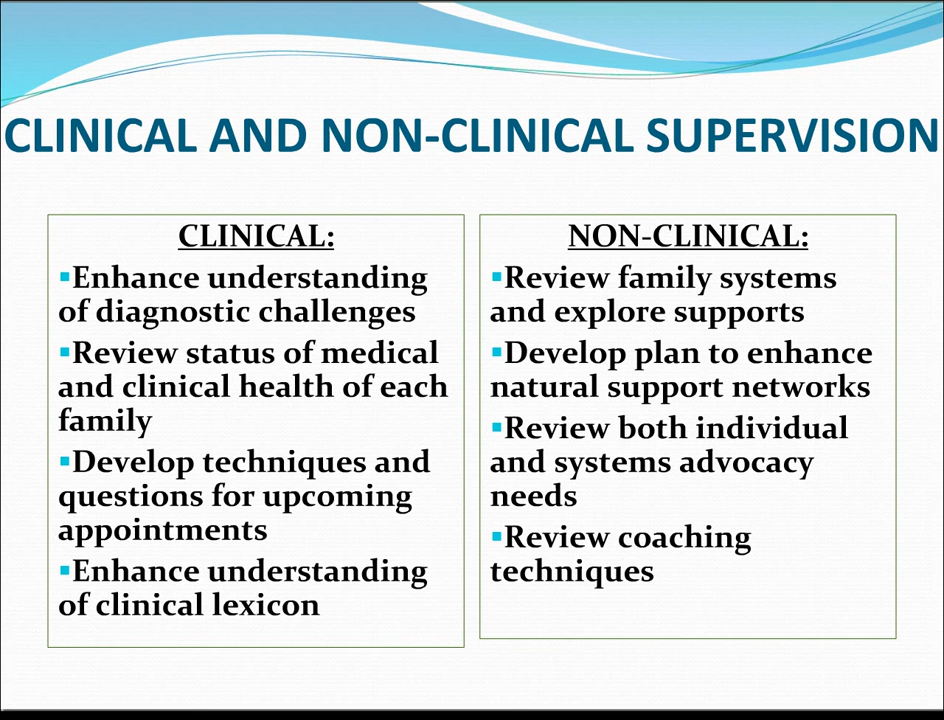 CLINICAL AND NON-CLINICAL SUPERVISION
CLINICAL:
▪Enhance understanding
of diagnostic challenges
▪Review status of medical
and clinical health of each
family
▪Develop techniques and
questions for upcoming
appointments
▪Enhance understanding
of clinical lexicon
NON-CLINICAL:
▪Review family systems
and explore supports
▪Develop plan to enhance
natural support networks
▪Review both individual
and systems advocacy
needs
▪Review coaching
techniques